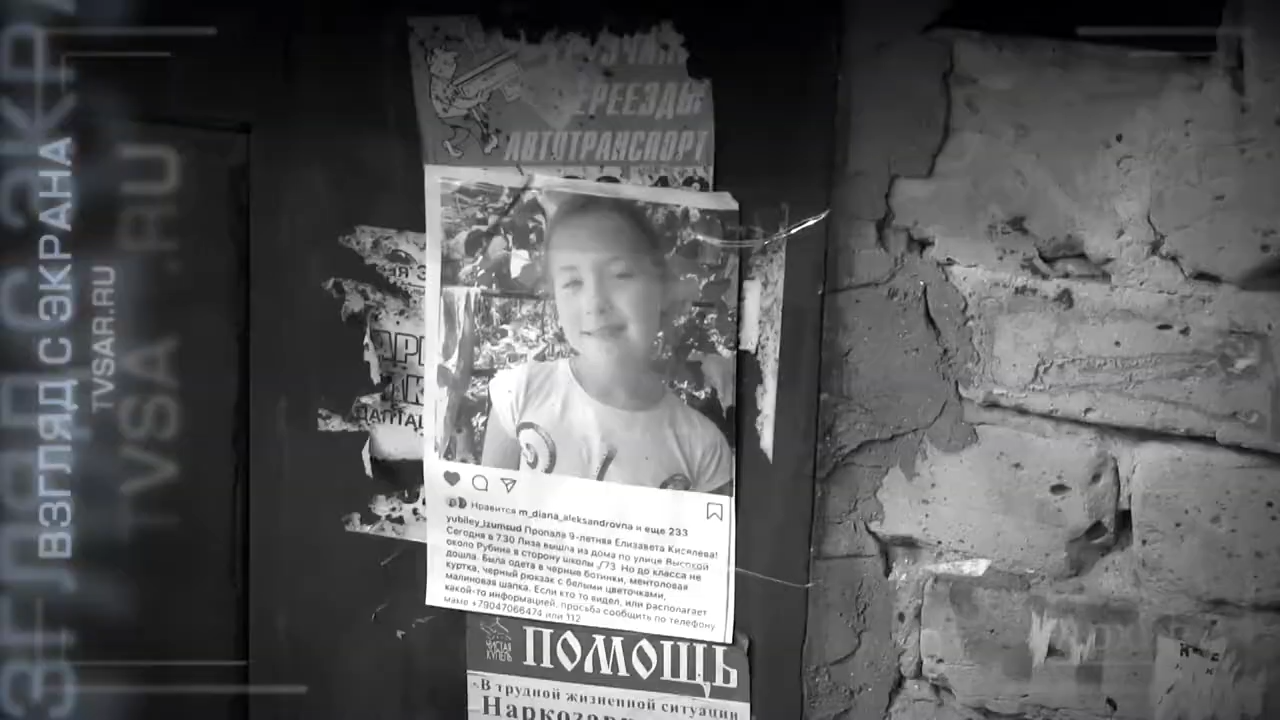 ВЗГЛЯД С ЭКРАНА
TVSAR.RU
ПЕРЕЕЗДЫ
АВТОТРАНСПОРТ
Нравится m_diana_aleksandrovna и еще 233
yubiley_izumsud Пропала 9-летняя Елизавета Киселева!
Сегодня в 7.30 Лиза вышла из дома по улице Высокой
около Рубина в сторону школы √73 Но до класса не
дошла. Была одета в черные ботинки, ментоловая
куртка, черный рюкзак с белыми цветочками,
малиновая шапка. Если кто то видел, или располагает
какой-то информацией, просьба сообщить по телефону
маме +79047066474 или 112
ЧИСТАЯ
КУПЕЛЬ
ПОМОЩЬ
В трудной жизненной ситуации